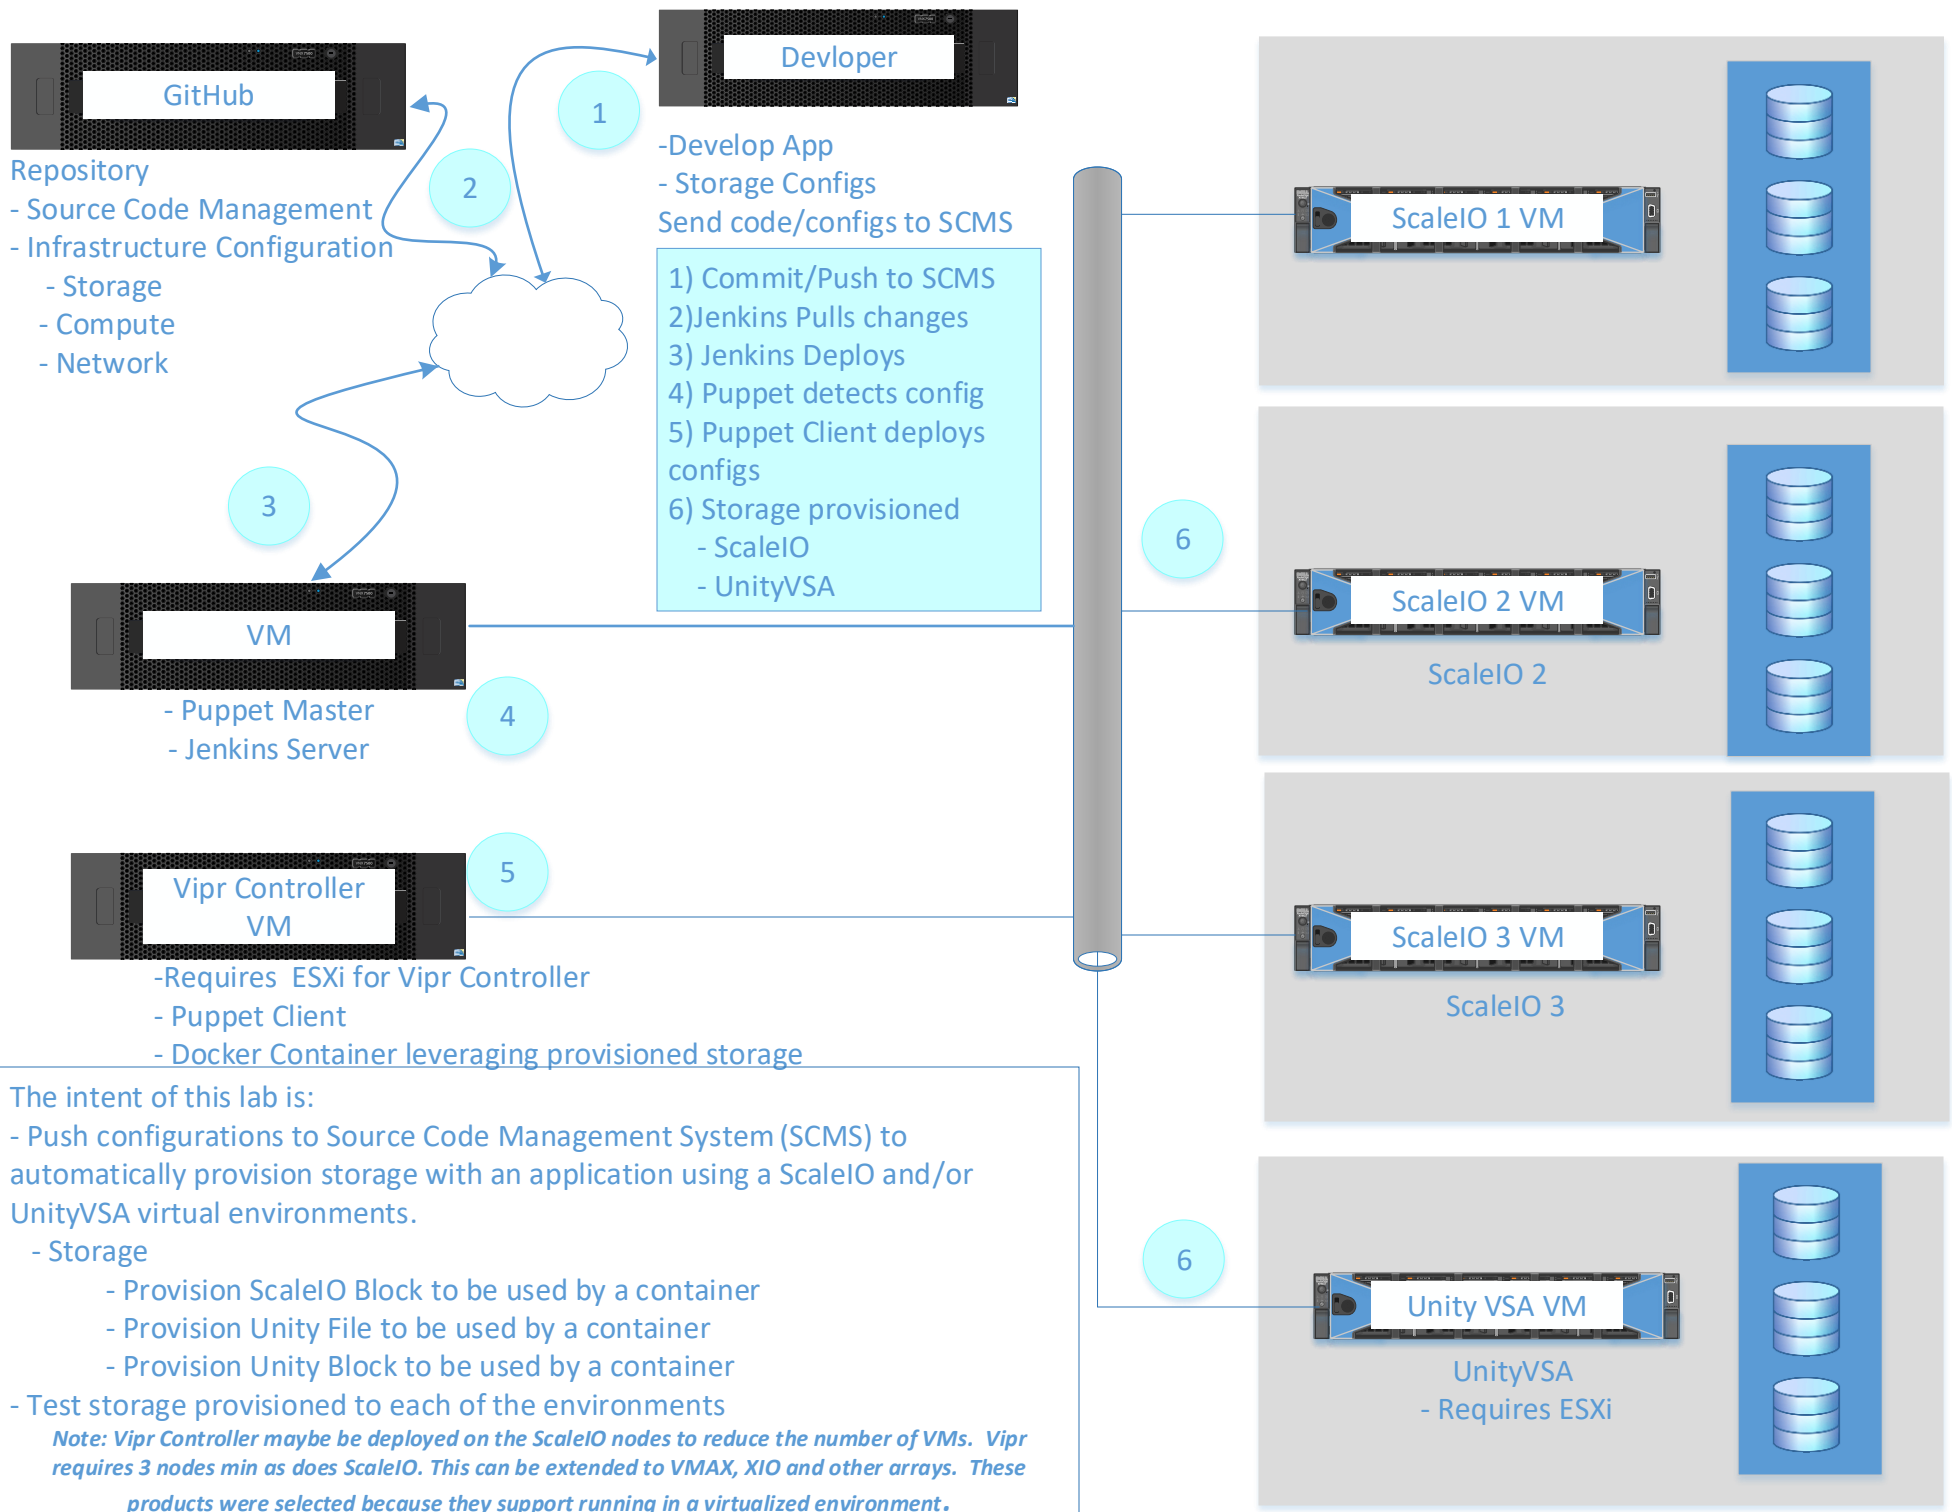 GitHub
Repository
- Source Code Management
- Infrastructure Configuration
- Storage
- Compute
- Network
1
2
3
Devloper
-Develop App
- Storage Configs
Send code/configs to SCMS
1) Commit/Push to SCMS
2)Jenkins Pulls changes
3) Jenkins Deploys
4) Puppet detects config
5) Puppet Client deploys
configs
6) Storage provisioned
- ScaleIO
- UnityVSA
VM
- Puppet Master
- Jenkins Server
4
Vipr Controller
VM
5
-Requires  ESXi for Vipr Controller
- Puppet Client
- Docker Container leveraging provisioned storage
ScaleIO 1 VM
6
ScaleIO 2 VM
ScaleIO 2
ScaleIO 3 VM
ScaleIO 3
6
Unity VSA VM
UnityVSA
- Requires ESXi
The intent of this lab is:
- Push configurations to Source Code Management System (SCMS) to
automatically provision storage with an application using a ScaleIO and/or
UnityVSA virtual environments.
- Storage
- Provision ScaleIO Block to be used by a container
- Provision Unity File to be used by a container
- Provision Unity Block to be used by a container
- Test storage provisioned to each of the environments
Note: Vipr Controller maybe be deployed on the ScaleIO nodes to reduce the number of VMs.  Vipr
requires 3 nodes min as does ScaleIO. This can be extended to VMAX, XIO and other arrays.  These
products were selected because they support running in a virtualized environment.